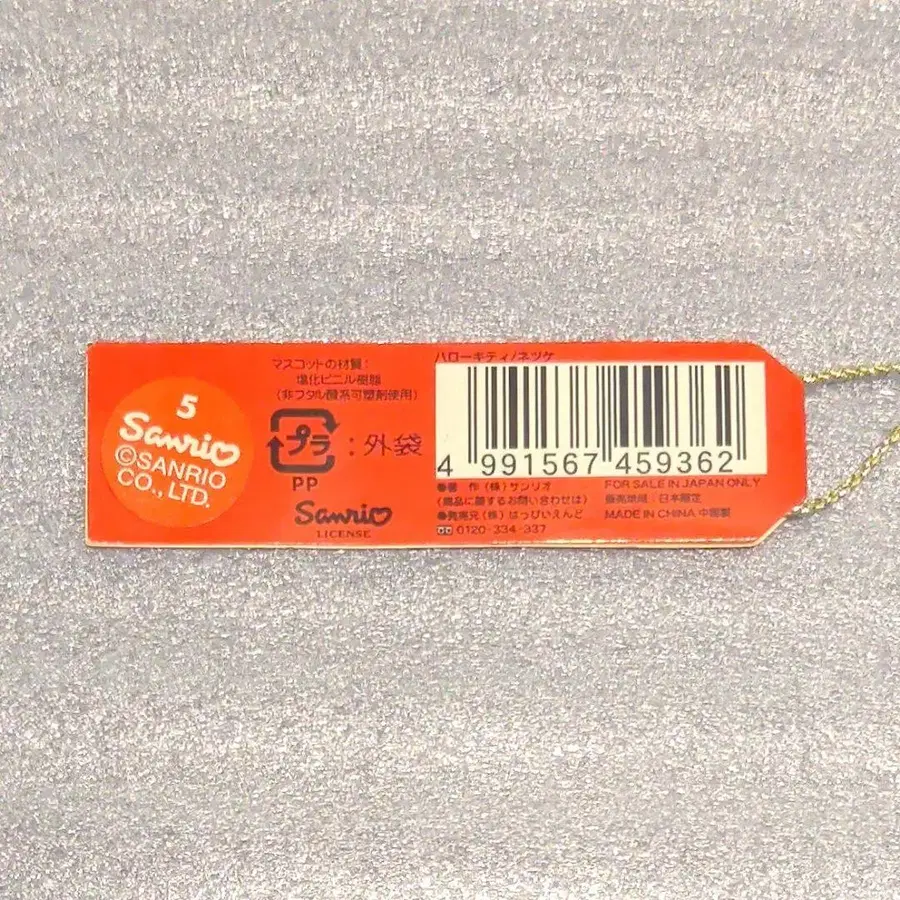 5
Sanrio
©SANRIO
CO., LTD.
マスコットの材質:
塩化ビニル樹脂
(非フタル酸系可塑剤使用)
プラ : 外袋
PP
Sanrio
LICENSE
ハローキティ/ネツケ
4 991567 459362
●著 作 (株)サンリオ
(商品に関するお問い合わせは)
●発売元(株)はっぴいえんど
0120-334-337
FOR SALE IN JAPAN ONLY
販売地域:日本限定
MADE IN CHINA 中国製